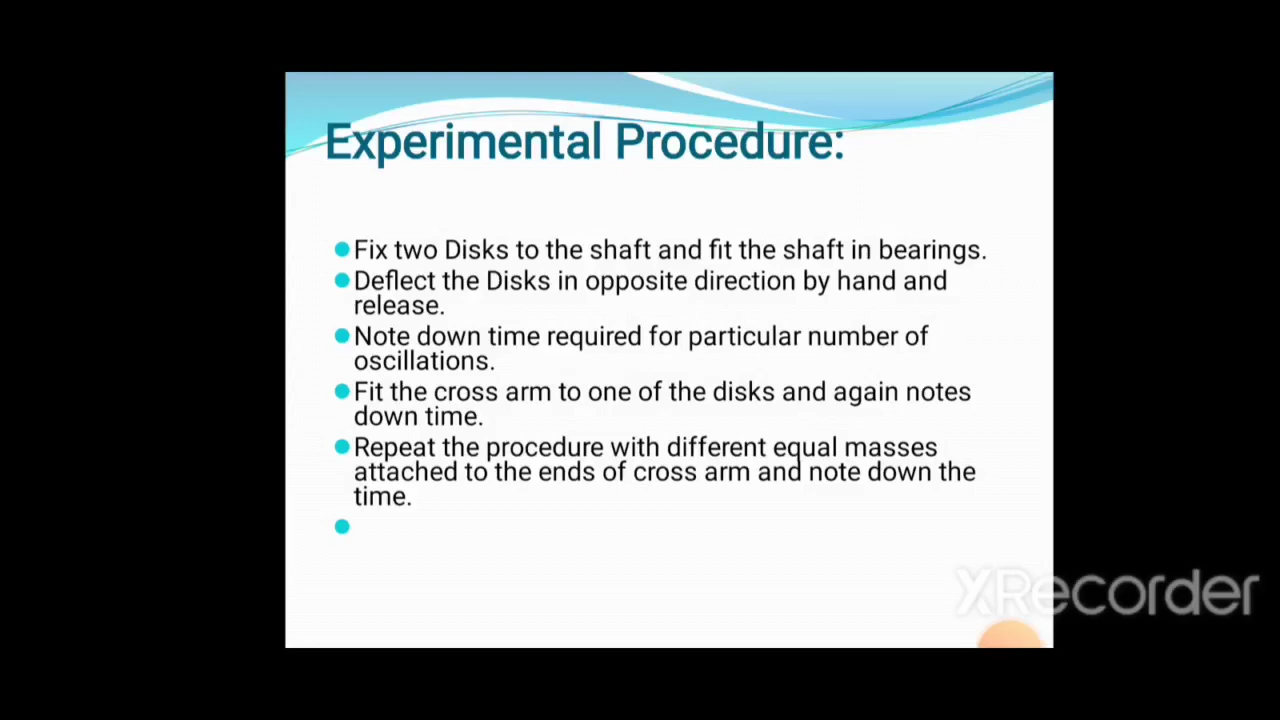 Experimental Procedure:
Fix two Disks to the shaft and fit the shaft in bearings.
Deflect the Disks in opposite direction by hand and
release.
Note down time required for particular number of
oscillations.
Fit the cross arm to one of the disks and again notes
down time.
Repeat the procedure with different equal masses
attached to the ends of cross arm and note down the
time.
XRecorder